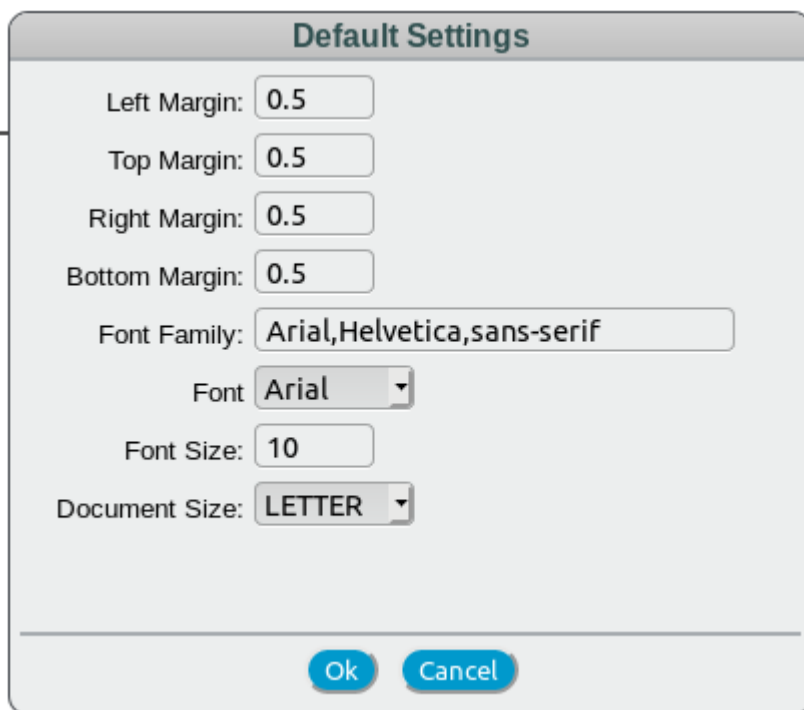 Default Settings
Left Margin: 0.5
Top Margin: 0.5
Right Margin: 0.5
Bottom Margin: 0.5
Font Family: Arial,Helvetica,sans-serif
Font Arial
Font Size: 10
Document Size: LETTER
Ok Cancel